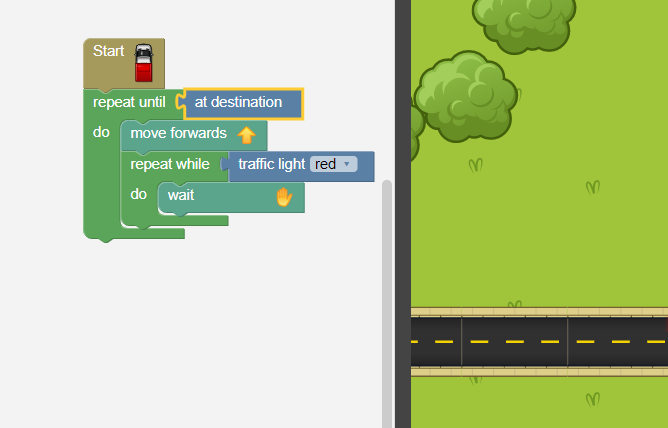 Start
repeat until at destination
do move forwards
repeat while traffic light red
do wait